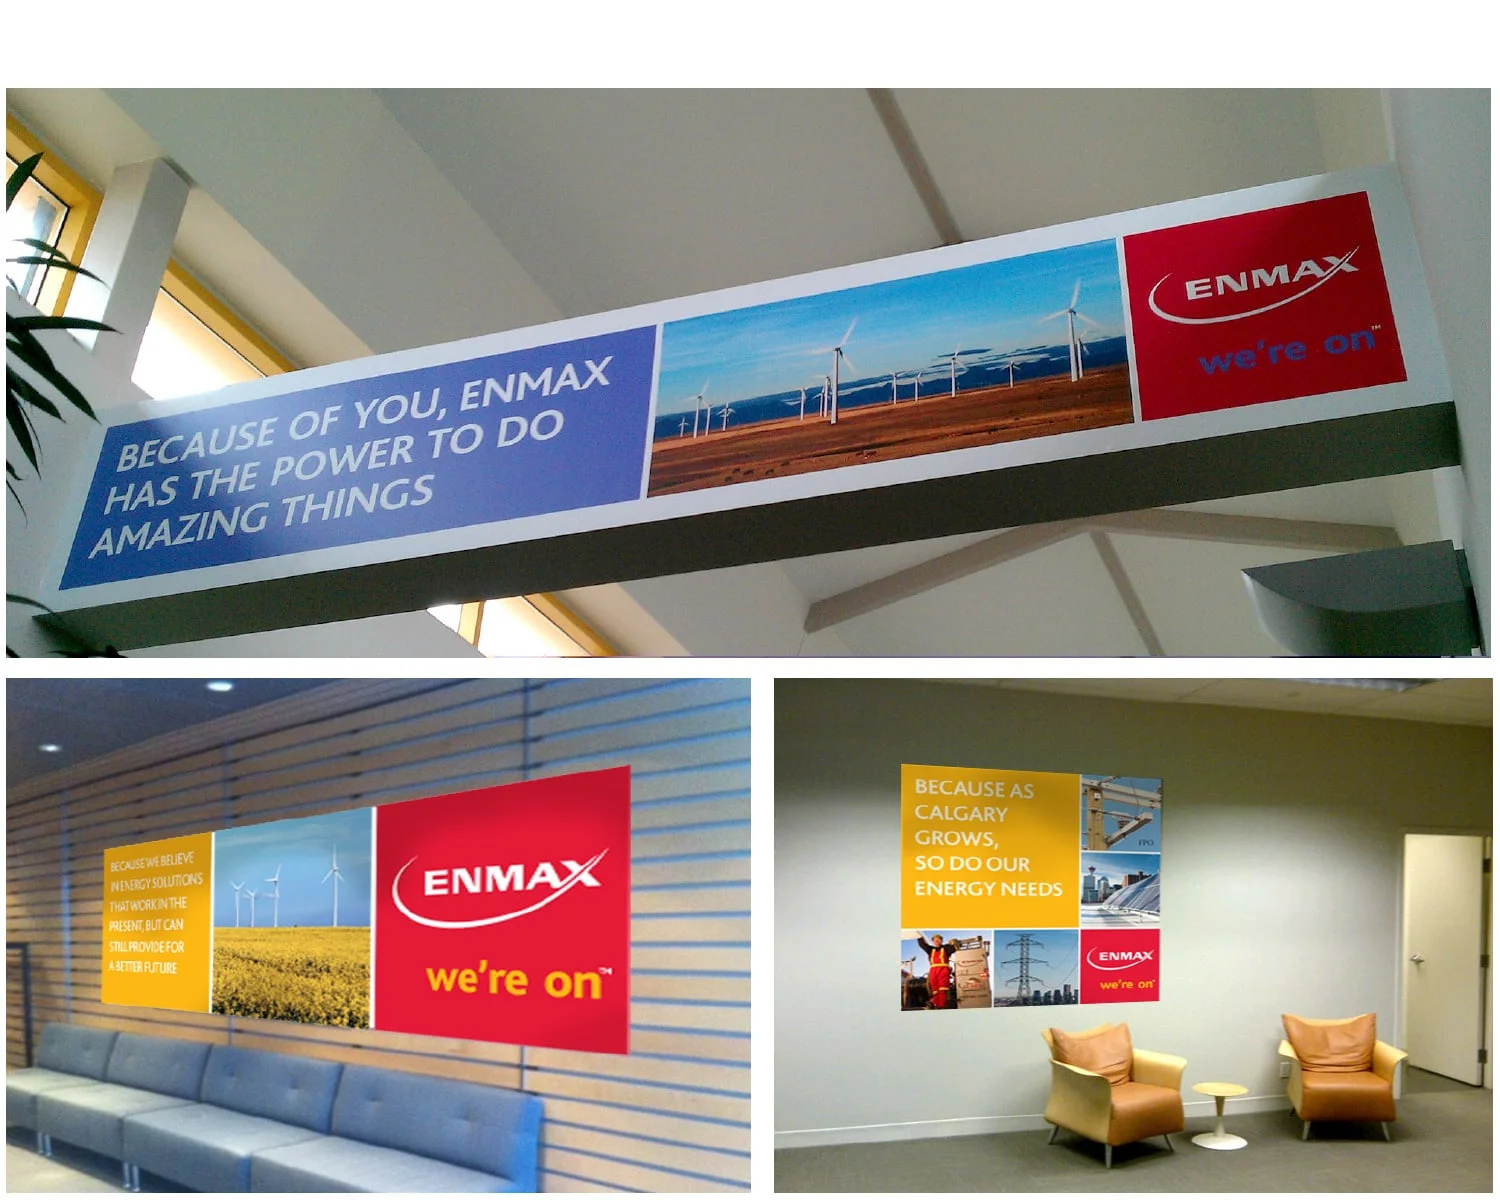 BECAUSE OF YOU, ENMAX
HAS THE POWER TO DO
AMAZING THINGS
ENMAX
we're on™
BECAUSE WE BELIEVE
IN ENERGY SOLUTIONS
THAT WORK IN THE
PRESENT, BUT CAN
STILL PROVIDE FOR
A BETTER FUTURE
ENMAX
we're on™
BECAUSE AS
CALGARY
GROWS,
SO DO OUR
ENERGY NEEDS
FPO
ENMAX
we're on™